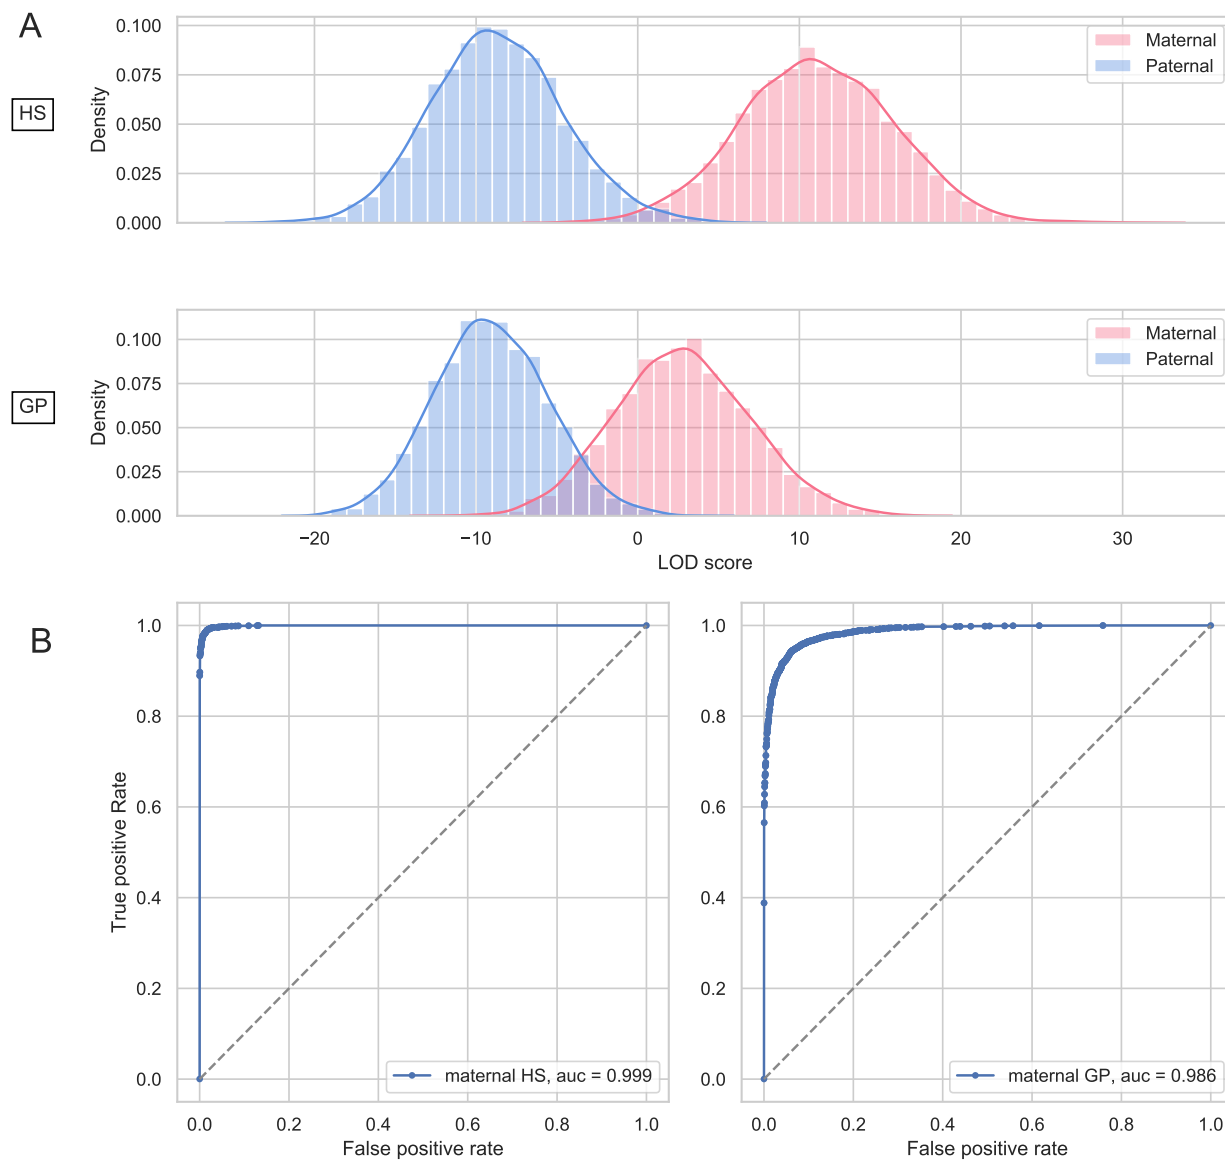 A
HS
Density
0.100
0.075
0.050
0.025
0.000
Maternal
Paternal
GP
Density
0.100
0.075
0.050
0.025
0.000
Maternal
Paternal
−20 −10 0 10 20 30
LOD score
B
True positive Rate
1.0
0.8
0.6
0.4
0.2
0.0
maternal HS, auc = 0.999
0.0 0.2 0.4 0.6 0.8 1.0
False positive rate
1.0
0.8
0.6
0.4
0.2
0.0
maternal GP, auc = 0.986
0.0 0.2 0.4 0.6 0.8 1.0
False positive rate